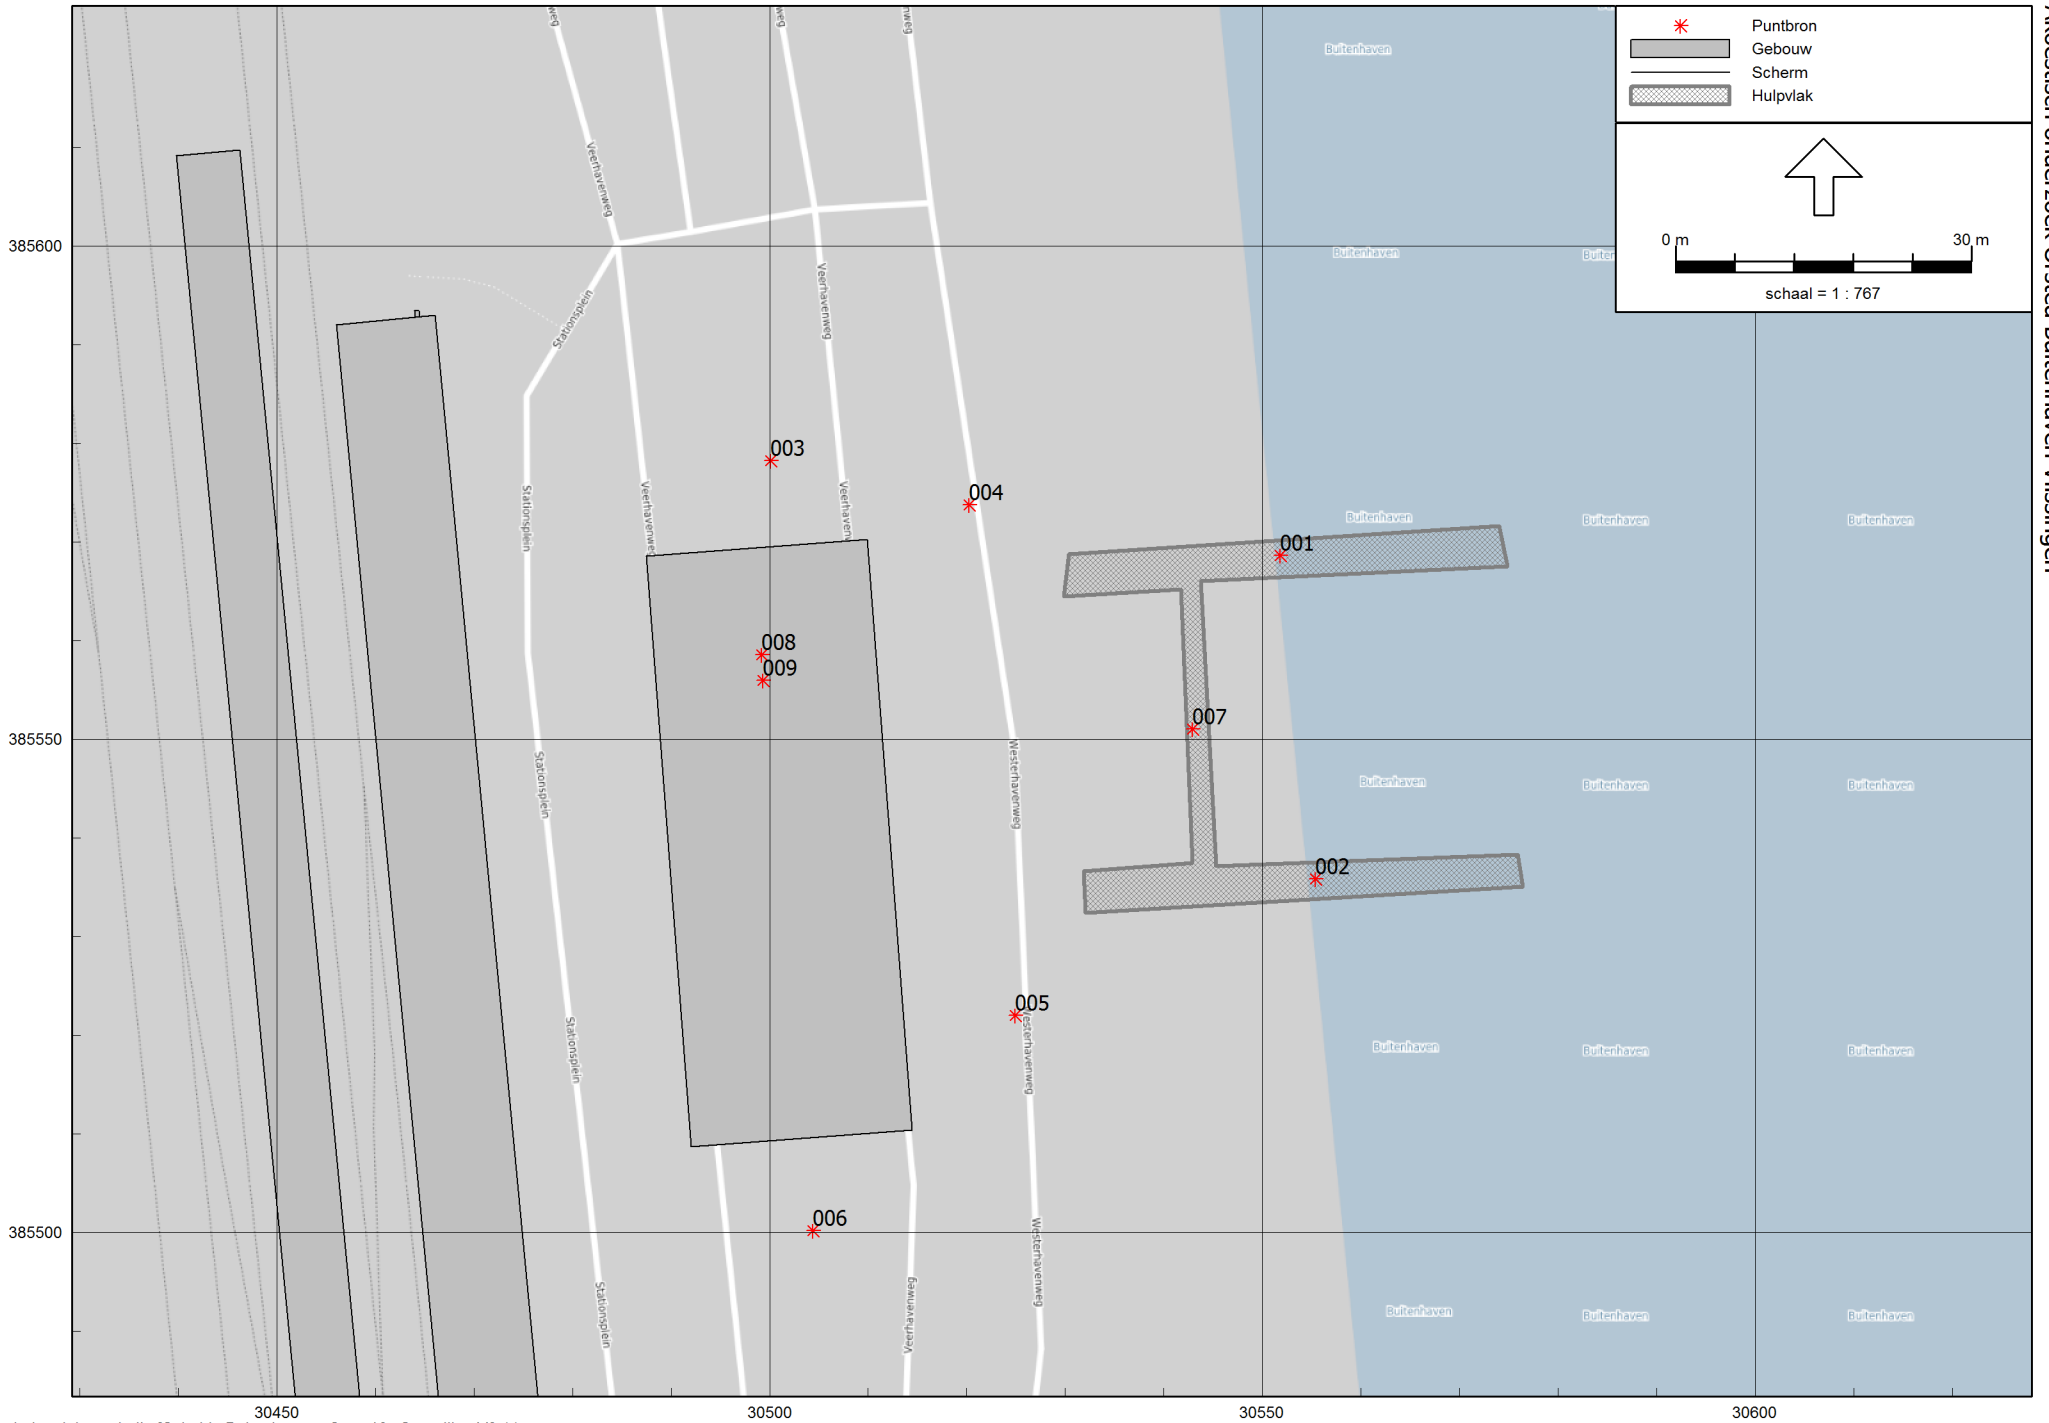 Puntbron
Gebouw
Scherm
Hulpvlak
0 m
30 m
schaal = 1 : 767
Buitenhaven
Buitenhaven
Veerhavenweg
Veerhavenweg
Stationsplein
385600
003
004
Stationsplein
Veerhavenweg
Buitenhaven
Buitenhaven
Buitenhaven
001
008
009
007
385550
Stationsplein
Westerhavenweg
Buitenhaven
Buitenhaven
Buitenhaven
002
005
Stationsplein
Westerhavenweg
Buitenhaven
Buitenhaven
Buitenhaven
006
385500
Stationsplein
Veerhavenweg
Westerhavenweg
Buitenhaven
Buitenhaven
Buitenhaven
30450
30500
30550
30600